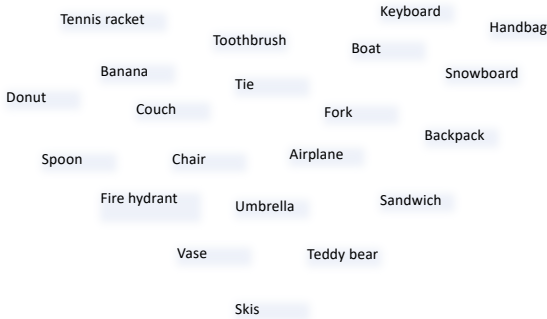 Keyboard
Tennis racket
Handbag
Toothbrush
Boat
Banana
Snowboard
Tie
Donut
Couch
Fork
Backpack
Airplane
Spoon
Chair
Fire hydrant
Sandwich
Umbrella
Vase
Teddy bear
Skis